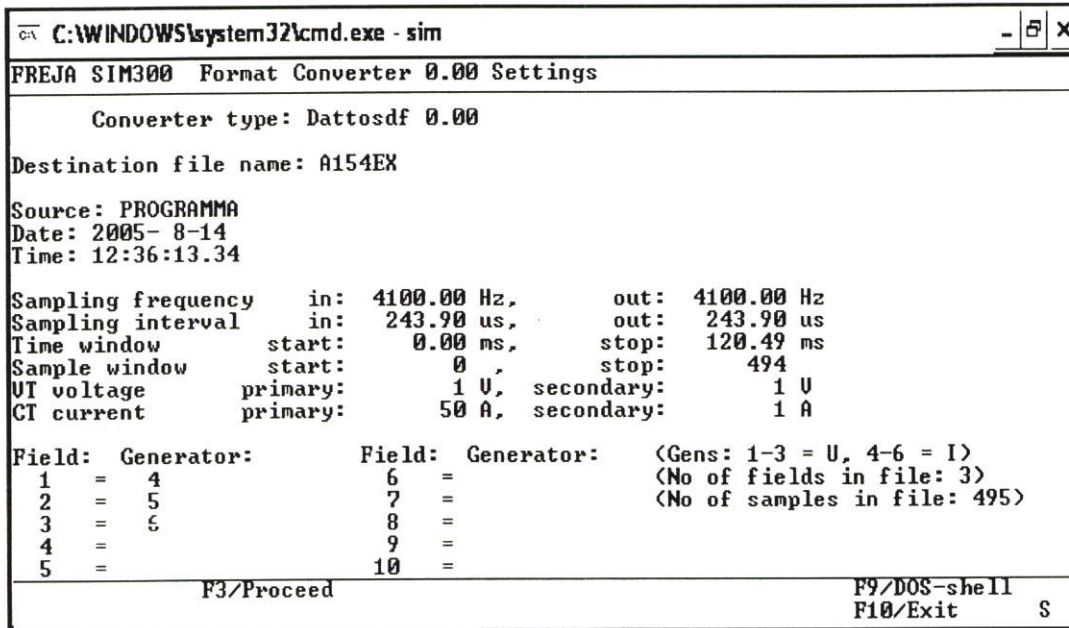 C:\WINDOWS\system32\cmd.exe - sim
FREJA SIM300 Format Converter 0.00 Settings
Converter type: Dattosdf 0.00
Destination file name: A154EX
Source: PROGRAMMA
Date: 2005- 8-14
Time: 12:36:13.34
Sampling frequency in: 4100.00 Hz, out: 4100.00 Hz
Sampling interval in: 243.90 us, out: 243.90 us
Time window start: 0.00 ms, stop: 120.49 ms
Sample window start: 0 , stop: 494
VT voltage primary: 1 V, secondary: 1 V
CT current primary: 50 A, secondary: 1 A
Field: Generator: Field: Generator: (Gens: 1-3 = U, 4-6 = I)
1 = 4 6 = (No of fields in file: 3)
2 = 5 7 = (No of samples in file: 495)
3 = 6 8 =
4 = 9 =
5 = 10 =
F3/Proceed F9/DOS-shell
F10/Exit S